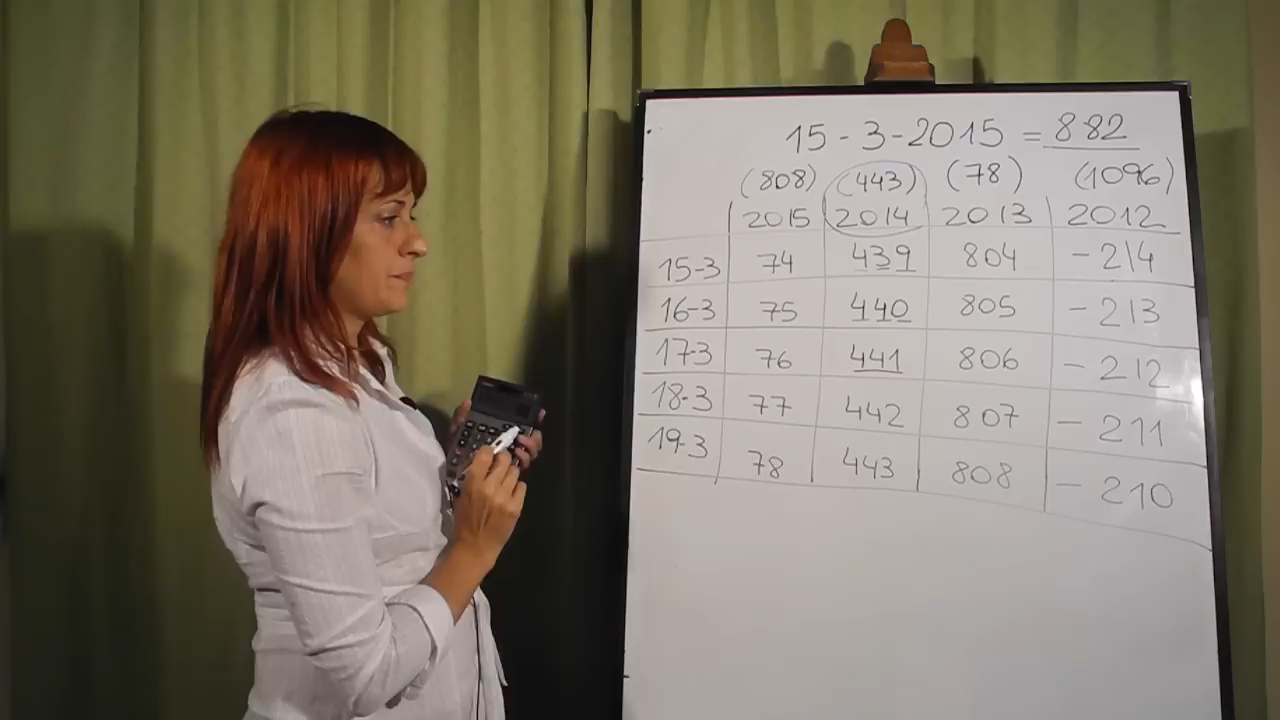 15-3-2015 = 882
(808) (443) (78) (1096)
2015 2014 2013 2012
15-3 74 439 804 -214
16-3 75 440 805 -213
17-3 76 441 806 -212
18-3 77 442 807 -211
19-3 78 443 808 -210